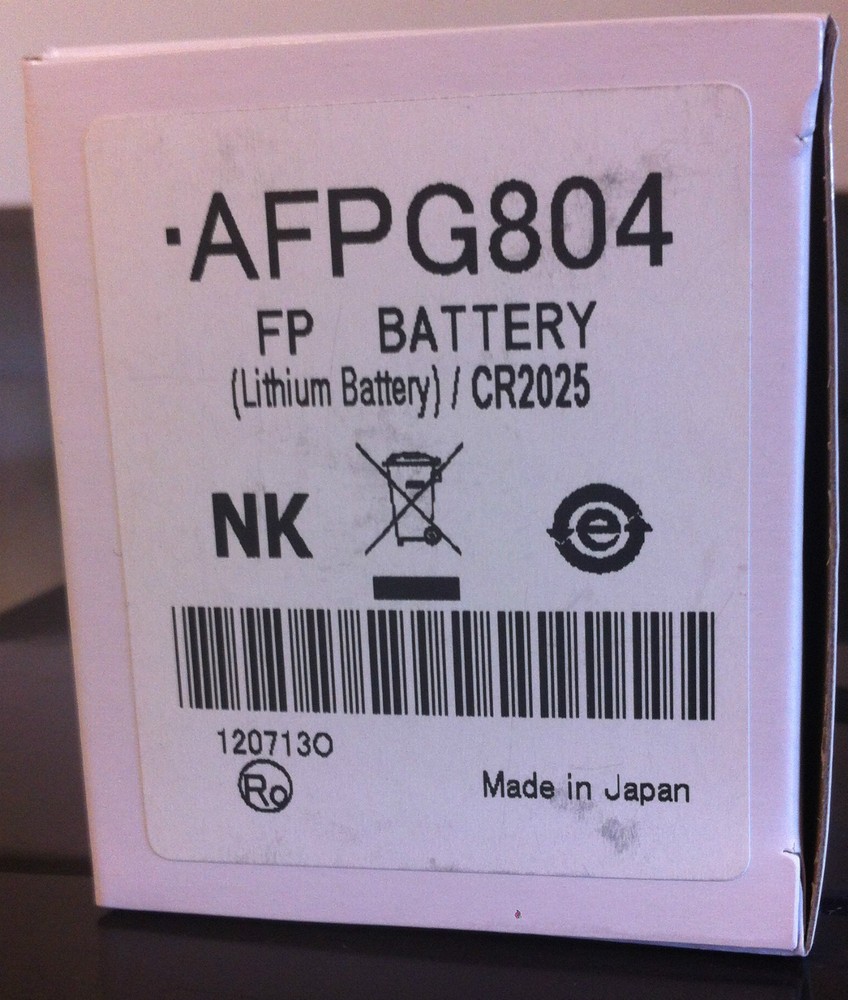 ·AFPG804
FP BATTERY
(Lithium Battery) / CR2025
NK
e
120713O
Ro
Made in Japan